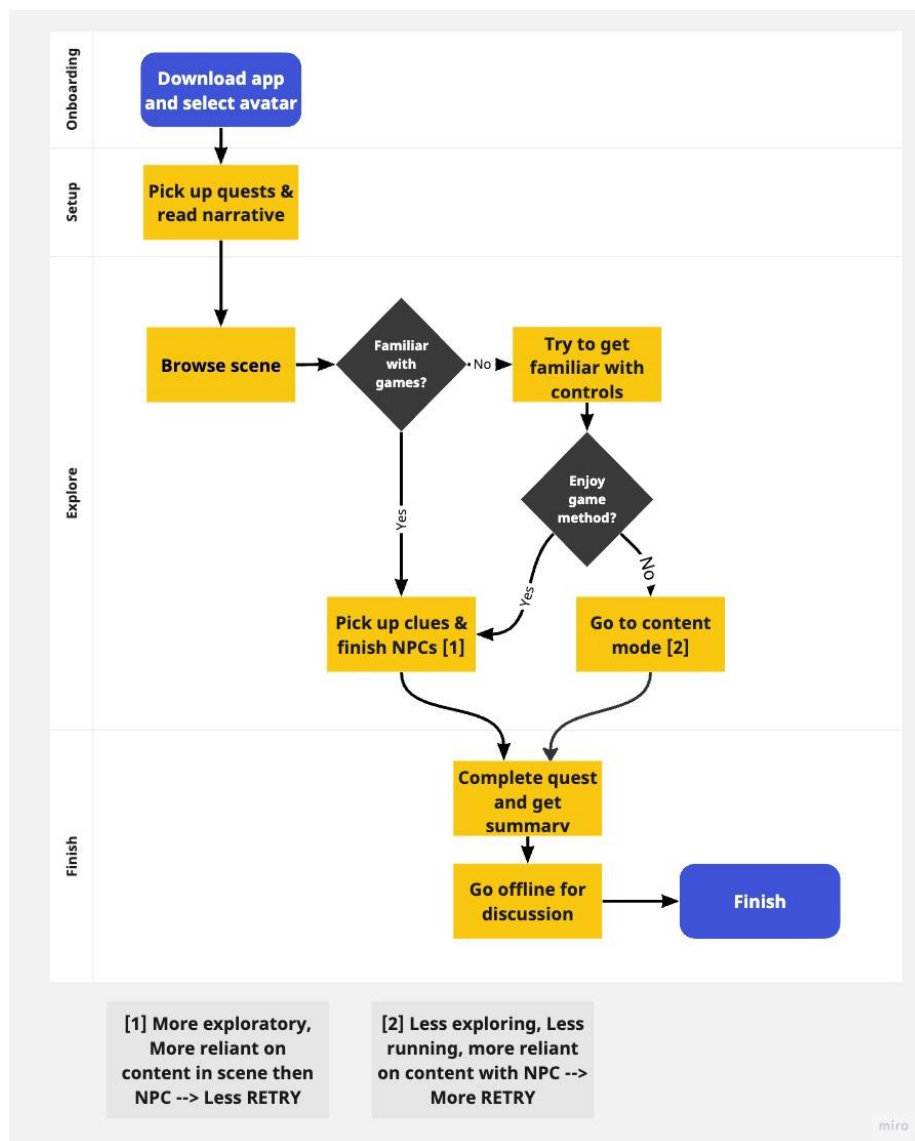 Onboarding
Download app
and select avatar
Setup
Pick up quests &
read narrative
Explore
Browse scene
Familiar
with
games?
No
Try to get
familiar with
controls
Enjoy
game
method?
Yes
Yes
No
Pick up clues &
finish NPCs [1]
Go to content
mode [2]
Finish
Complete quest
and get
summary
Go offline for
discussion
Finish
[1] More exploratory,
More reliant on
content in scene then
NPC --> Less RETRY
[2] Less exploring, Less
running, more reliant
on content with NPC -->
More RETRY
miro